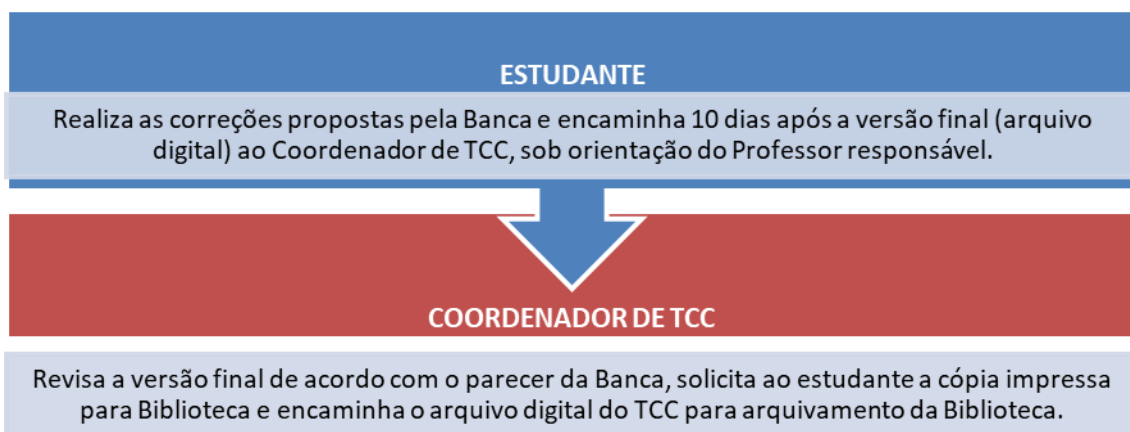 ESTUDANTE
Realiza as correções propostas pela Banca e encaminha 10 dias após a versão final (arquivo
digital) ao Coordenador de TCC, sob orientação do Professor responsável.
COORDENADOR DE TCC
Revisa a versão final de acordo com o parecer da Banca, solicita ao estudante a cópia impressa
para Biblioteca e encaminha o arquivo digital do TCC para arquivamento da Biblioteca.